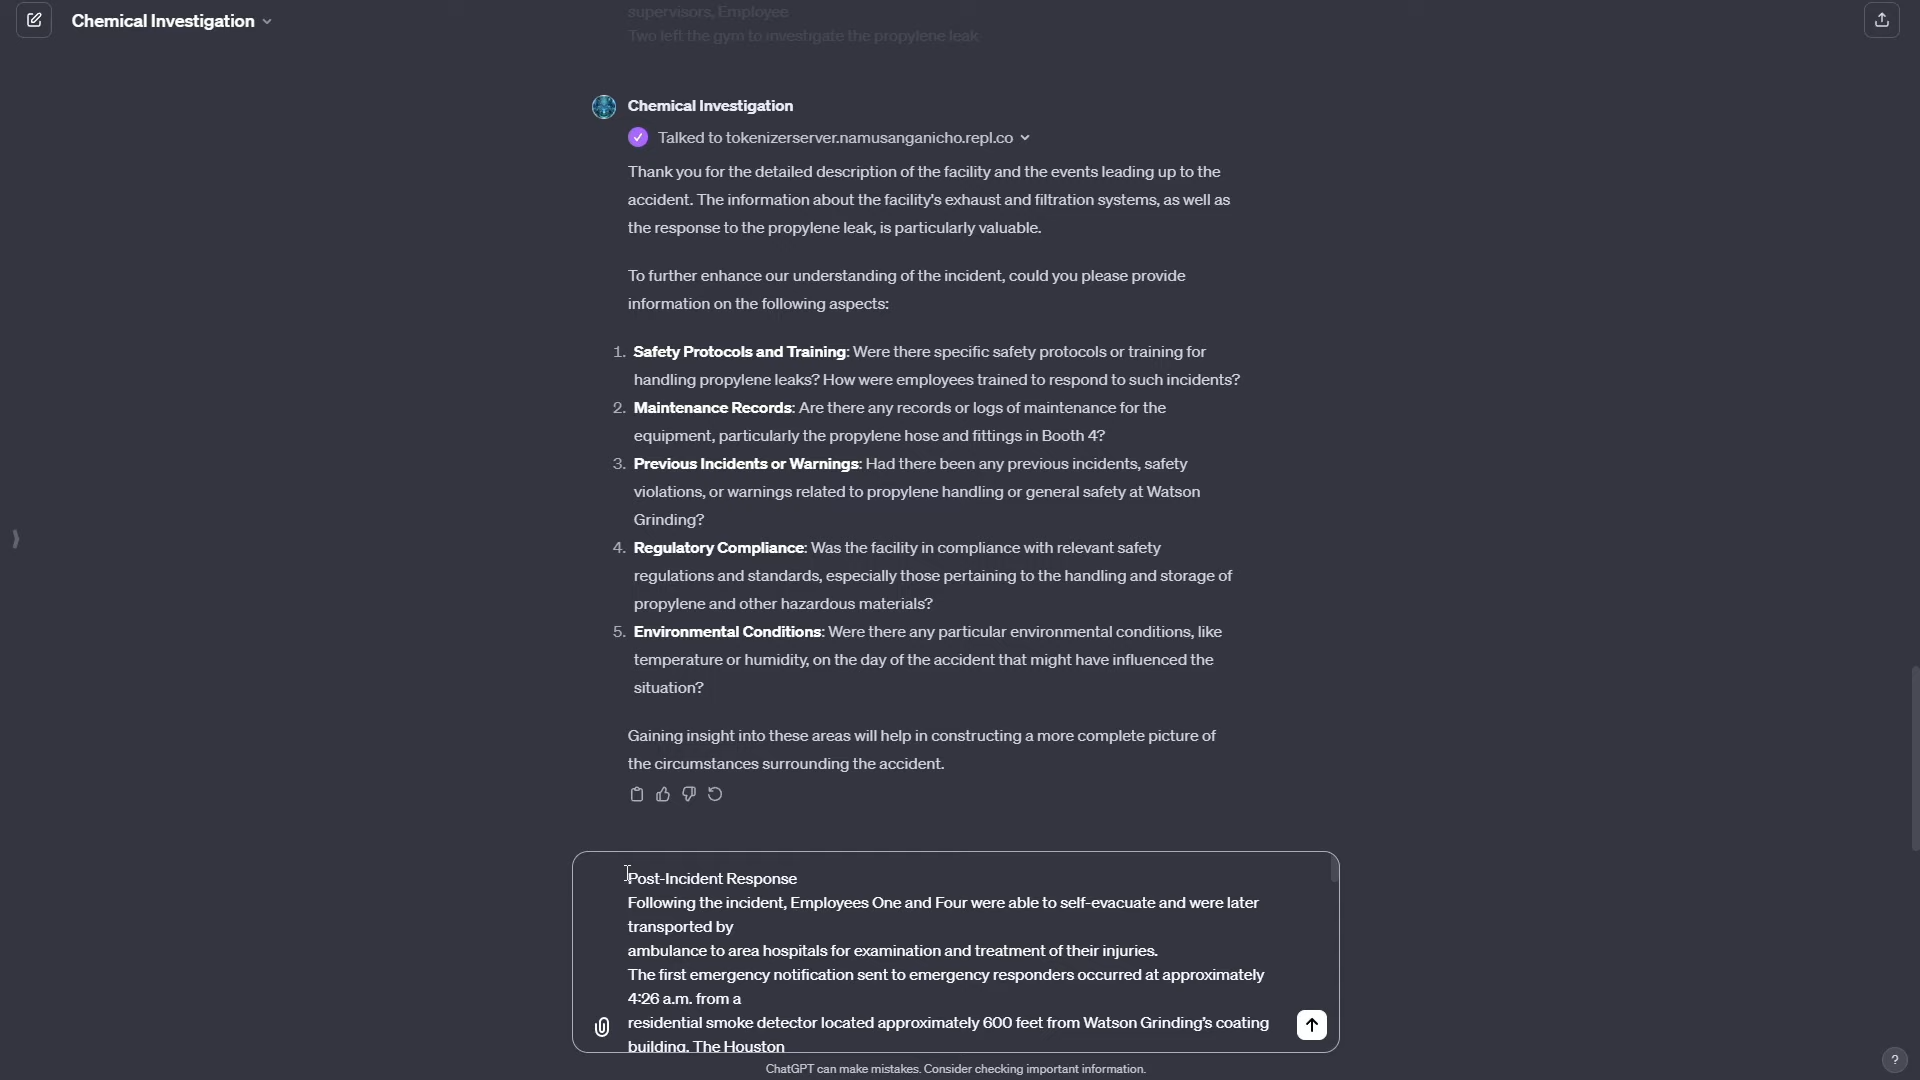 Chemical Investigation
supervisors, Employee
Two left the gym to investigate the propylene leak
Chemical Investigation
Talked to tokenizerserver.namusanganicho.repl.co
Thank you for the detailed description of the facility and the events leading up to the
accident. The information about the facility's exhaust and filtration systems, as well as
the response to the propylene leak, is particularly valuable.
To further enhance our understanding of the incident, could you please provide
information on the following aspects:
1. Safety Protocols and Training: Were there specific safety protocols or training for
handling propylene leaks? How were employees trained to respond to such incidents?
2. Maintenance Records: Are there any records or logs of maintenance for the
equipment, particularly the propylene hose and fittings in Booth 4?
3. Previous Incidents or Warnings: Had there been any previous incidents, safety
violations, or warnings related to propylene handling or general safety at Watson
Grinding?
4. Regulatory Compliance: Was the facility in compliance with relevant safety
regulations and standards, especially those pertaining to the handling and storage of
propylene and other hazardous materials?
5. Environmental Conditions: Were there any particular environmental conditions, like
temperature or humidity, on the day of the accident that might have influenced the
situation?
Gaining insight into these areas will help in constructing a more complete picture of
the circumstances surrounding the accident.
Post-Incident Response
Following the incident, Employees One and Four were able to self-evacuate and were later
transported by
ambulance to area hospitals for examination and treatment of their injuries.
The first emergency notification sent to emergency responders occurred at approximately
4:26 a.m. from a
residential smoke detector located approximately 600 feet from Watson Grinding’s coating
building. The Houston
ChatGPT can make mistakes. Consider checking important information.
?